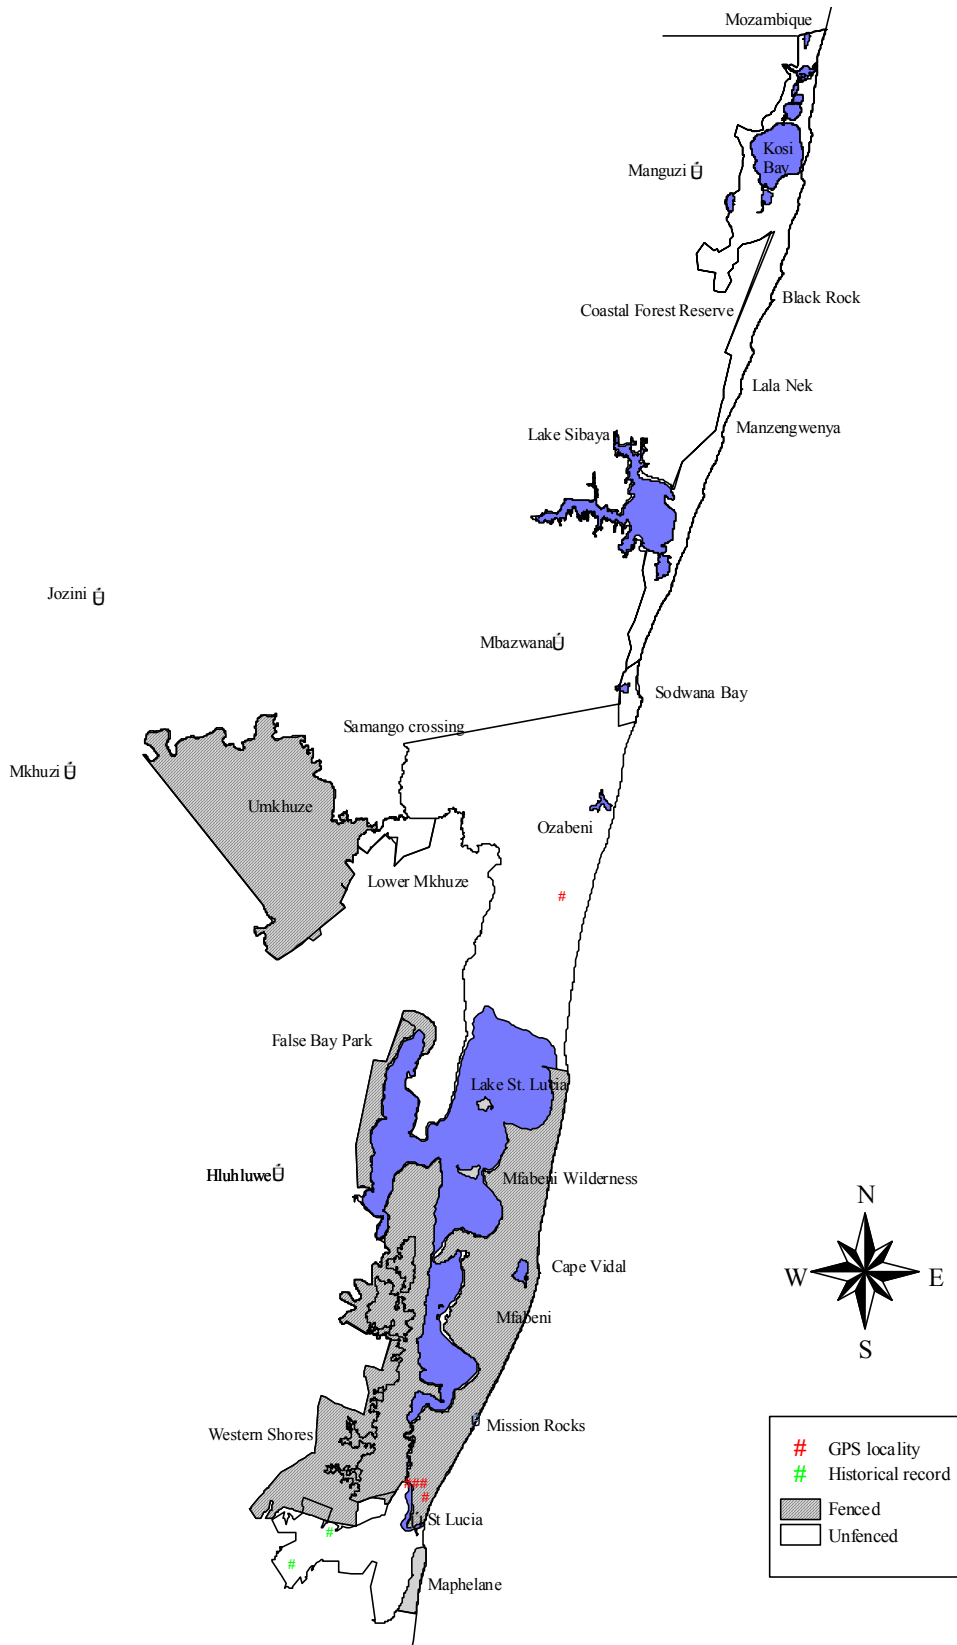 Mozambique
Kosi
Bay
Manguzi
Black Rock
Coastal Forest Reserve
Lala Nek
Manzengwenya
Lake Sibaya
Jozini
Mbazwana
Sodwana Bay
Samango crossing
Mkhuzi
Umkhuze
Ozabeni
Lower Mkhuze
#
False Bay Park
Lake St. Lucia
Hluhluwe
Mfabeni Wilderness
N
Cape Vidal
W
E
Mfabeni
S
Mission Rocks
Western Shores
###
#
St Lucia
#
#
Maphelane
# GPS locality
# Historical record
Fenced
Unfenced